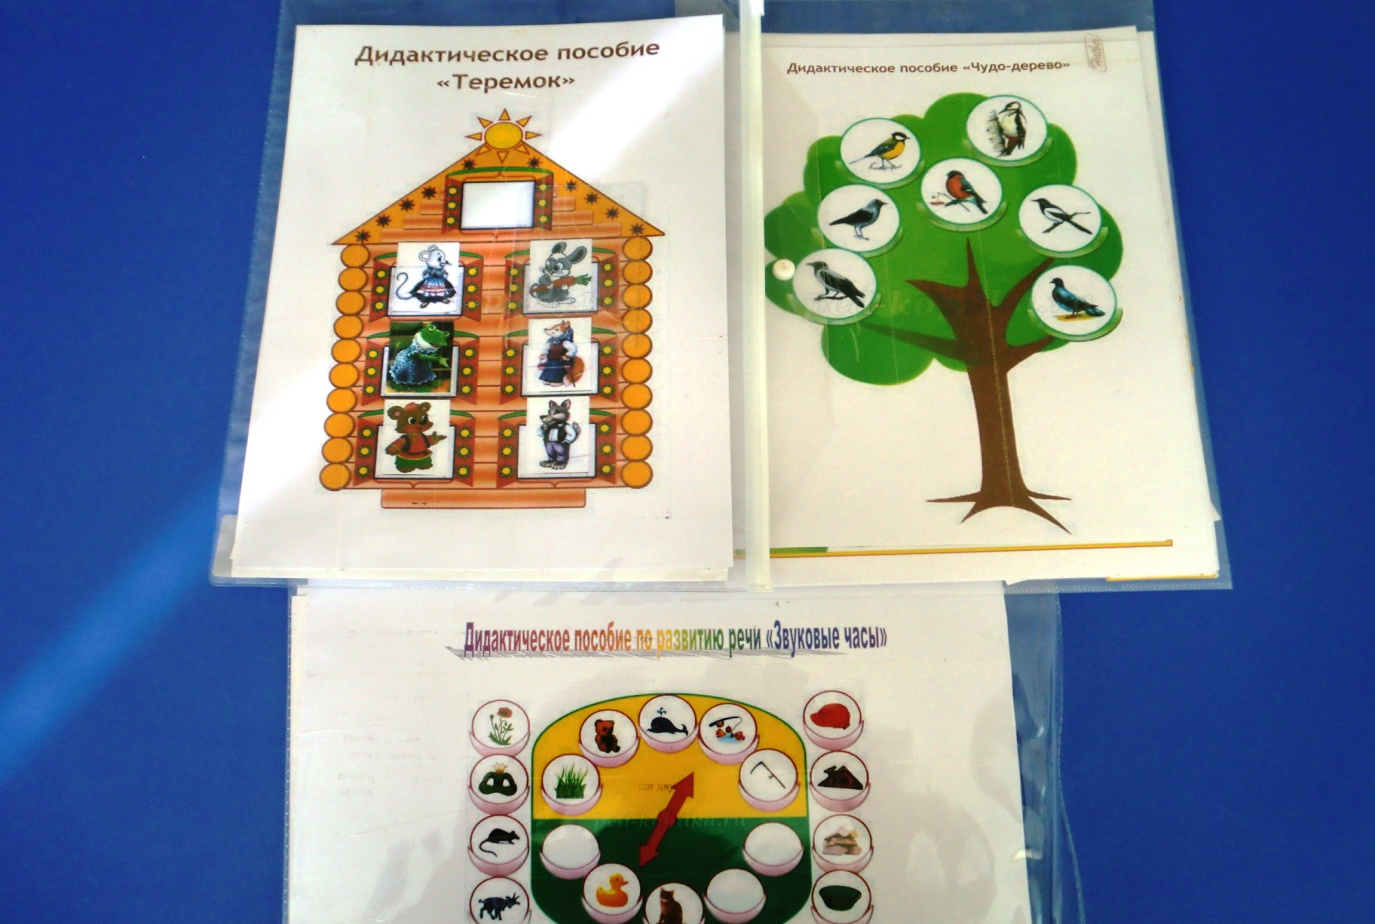 Дидактическое пособие
«Теремок»
Дидактическое пособие «Чудо-дерево»
Дидактическое пособие по развитию речи «Звуковые часы»